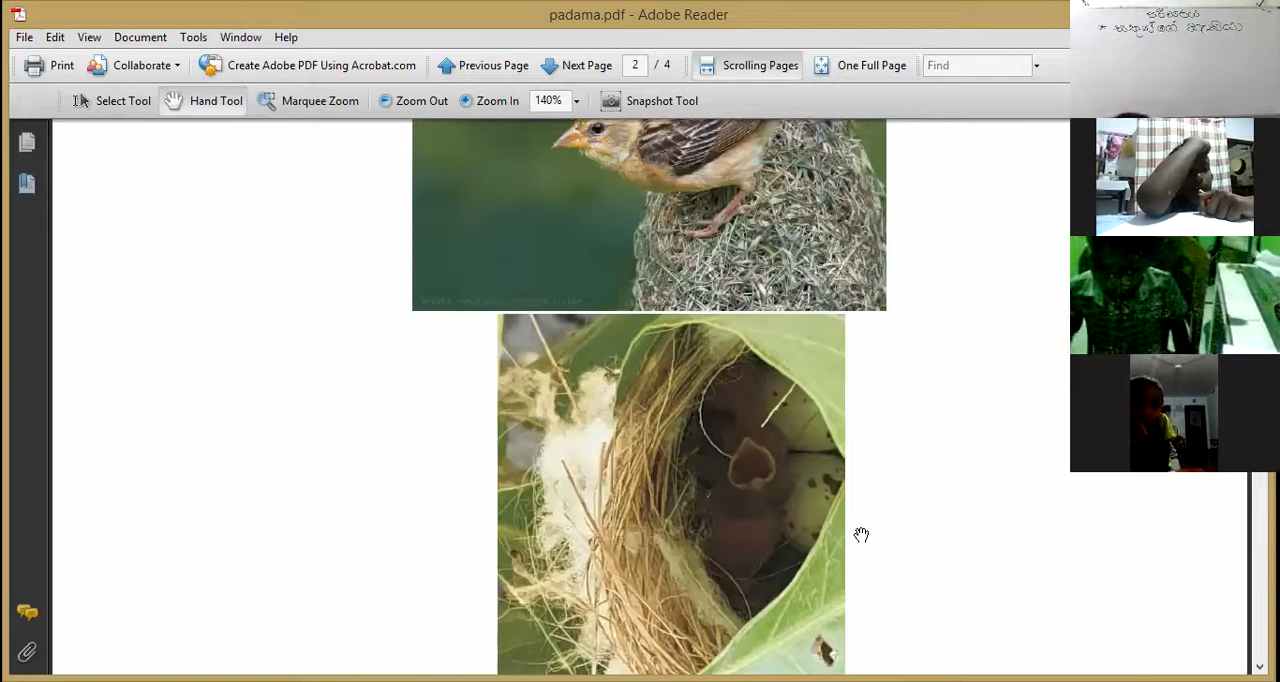 padama.pdf - Adobe Reader
File Edit View Document Tools Window Help
Print Collaborate Create Adobe PDF Using Acrobat.com Previous Page Next Page 2 / 4 Scrolling Pages One Full Page Find
Select Tool Hand Tool Marquee Zoom Zoom Out Zoom In 140% Snapshot Tool
පරිසරය